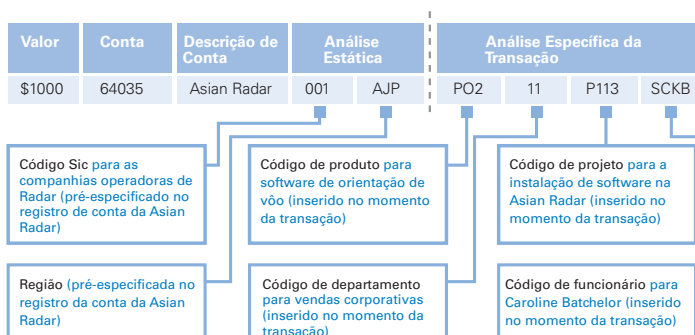 Valor Conta Descrição de Conta Análise Estática Análise Específica da Transação
$1000 64035 Asian Radar 001 AJP PO2 11 P113 SCKB
Código Sic para as
companhias operadoras de
Radar (pré-especificado no
registro de conta da Asian
Radar)
Código de produto para
software de orientação de
vôo (inserido no momento
da transação)
Código de projeto para a
instalação de software na
Asian Radar (inserido no
momento da transação)
Região (pré-especificada no
registro da conta da Asian
Radar)
Código de departamento
para vendas corporativas
(inserido no momento da
transação)
Código de funcionário para
Caroline Batchelor (inserido
no momento da transação)